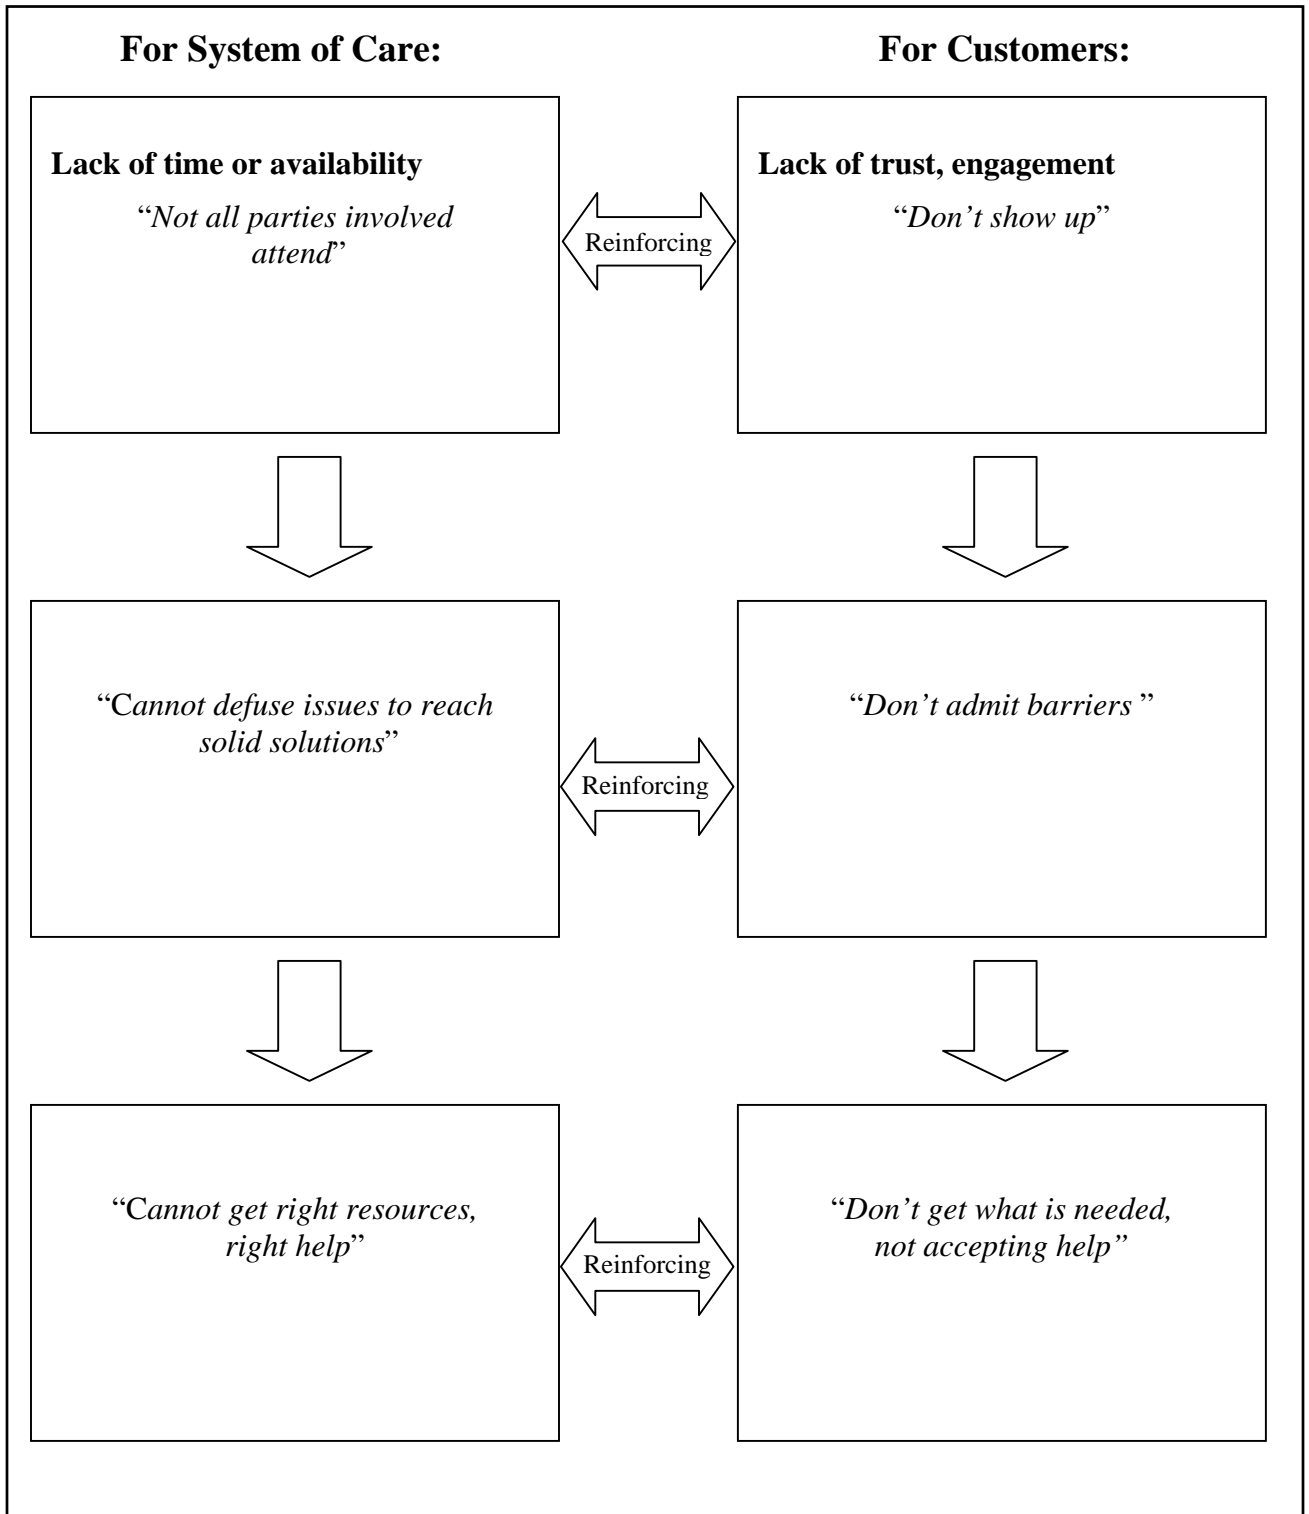 For System of Care:
For Customers:
Lack of time or availability
“Not all parties involved
attend”
Reinforcing
Lack of trust, engagement
“Don’t show up”
“Cannot defuse issues to reach
solid solutions”
Reinforcing
“Don’t admit barriers ”
“Cannot get right resources,
right help”
Reinforcing
“Don’t get what is needed,
not accepting help”